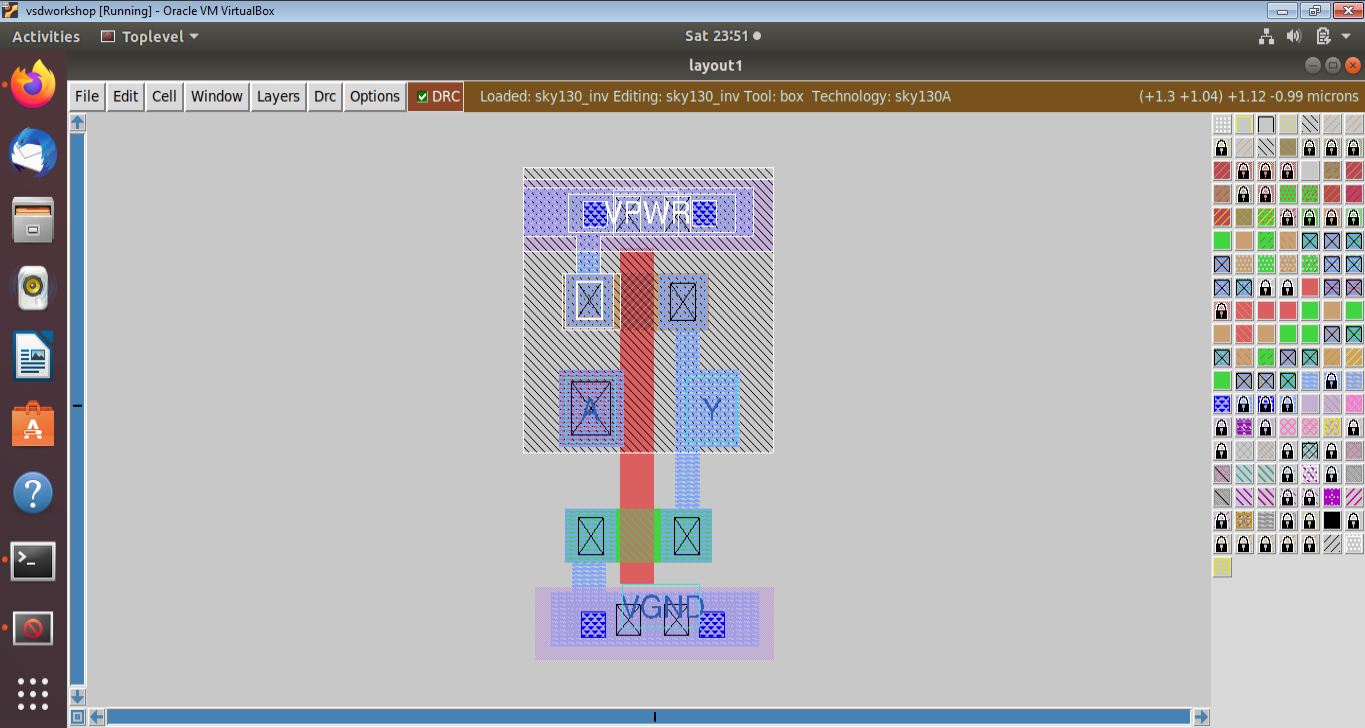 vsdworkshop [Running] - Oracle VM VirtualBox
Activities Toplevel Sat 23:51
layout1
File Edit Cell Window Layers Drc Options DRC Loaded: sky130_inv Editing: sky130_inv Tool: box Technology: sky130A (+1.3 +1.04) +1.12 -0.99 microns
VPWR
A Y
VGND